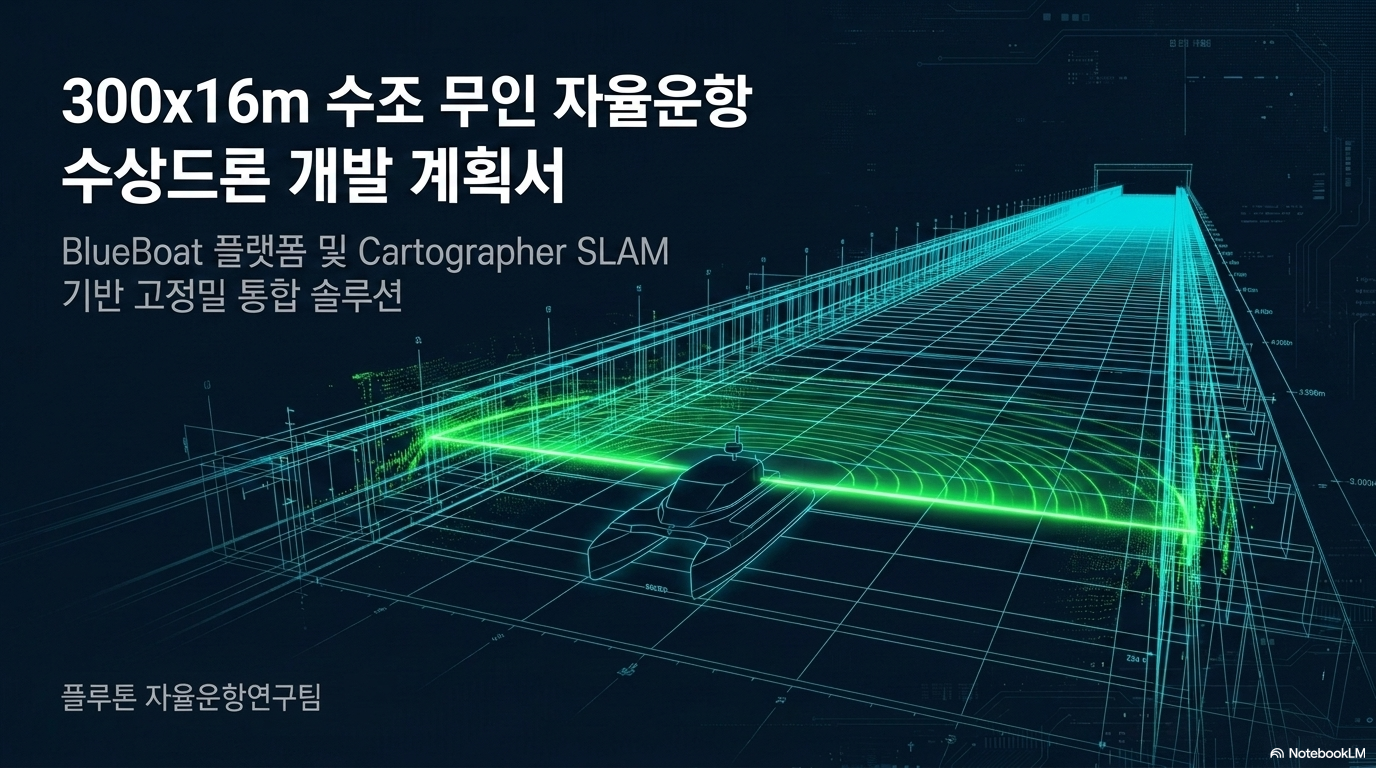 300x16m 수조 무인 자율운항
수상드론 개발 계획서
BlueBoat 플랫폼 및 Cartographer SLAM
기반 고정밀 통합 솔루션
플루톤 자율운항연구팀
NotebookLM